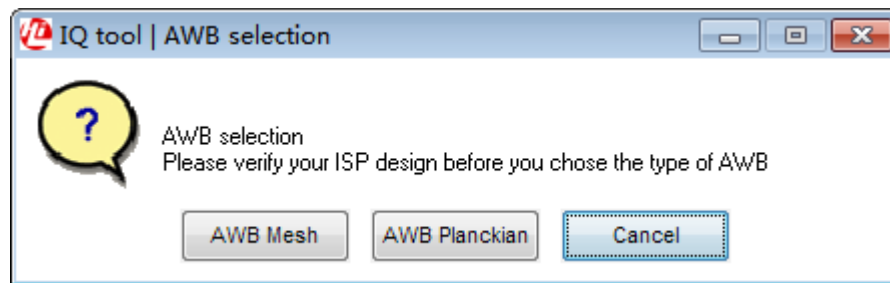 IQ tool | AWB selection
?
AWB selection
Please verify your ISP design before you chose the type of AWB
AWB Mesh AWB Planckian Cancel